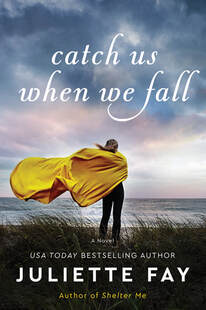 catch us
when we fall
A Novel
USA TODAY BESTSELLING AUTHOR
JULIETTE FAY
Author of Shelter Me